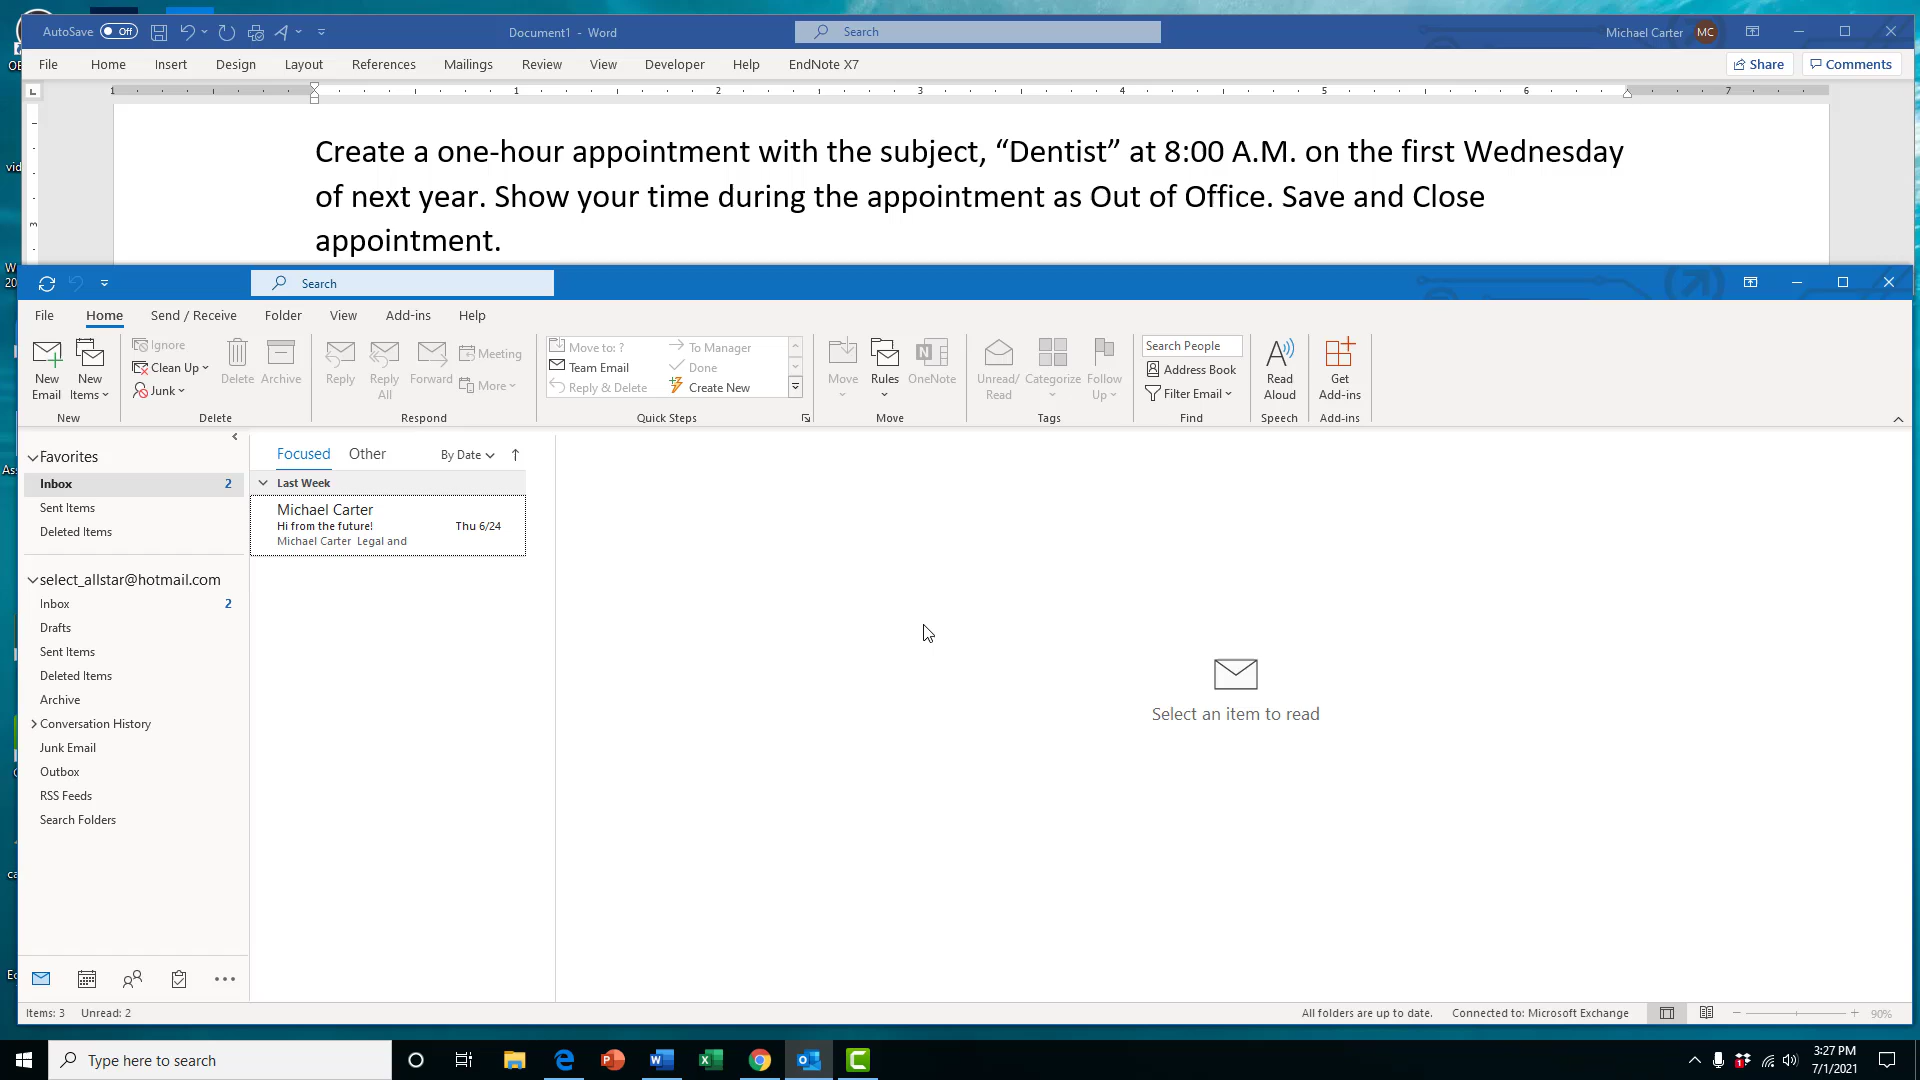 AutoSave Off
Document1 - Word
Search
Michael Carter MC
File Home Insert Design Layout References Mailings Review View Developer Help EndNote X7
Share Comments
1 1 2 3 4 5 6 7
Create a one-hour appointment with the subject, “Dentist” at 8:00 A.M. on the first Wednesday
of next year. Show your time during the appointment as Out of Office. Save and Close
appointment.
Search
File Home Send / Receive Folder View Add-ins Help
New Email
New Items
New
Ignore
Clean Up
Junk
Delete
Archive
Delete
Reply
Reply All
Forward
Meeting
More
Respond
Move to: ?
Team Email
Reply & Delete
To Manager
Done
Create New
Quick Steps
Move
Rules
OneNote
Move
Unread/ Read
Categorize
Follow Up
Tags
Search People
Address Book
Filter Email
Find
Read Aloud
Speech
Get Add-ins
Add-ins
Favorites
Inbox 2
Sent Items
Deleted Items
select_allstar@hotmail.com
Inbox 2
Drafts
Sent Items
Deleted Items
Archive
Conversation History
Junk Email
Outbox
RSS Feeds
Search Folders
Focused Other By Date
Last Week
Michael Carter
Hi from the future! Thu 6/24
Michael Carter Legal and
Select an item to read
Items: 3 Unread: 2
All folders are up to date. Connected to: Microsoft Exchange
90%
Type here to search
3:27 PM
7/1/2021